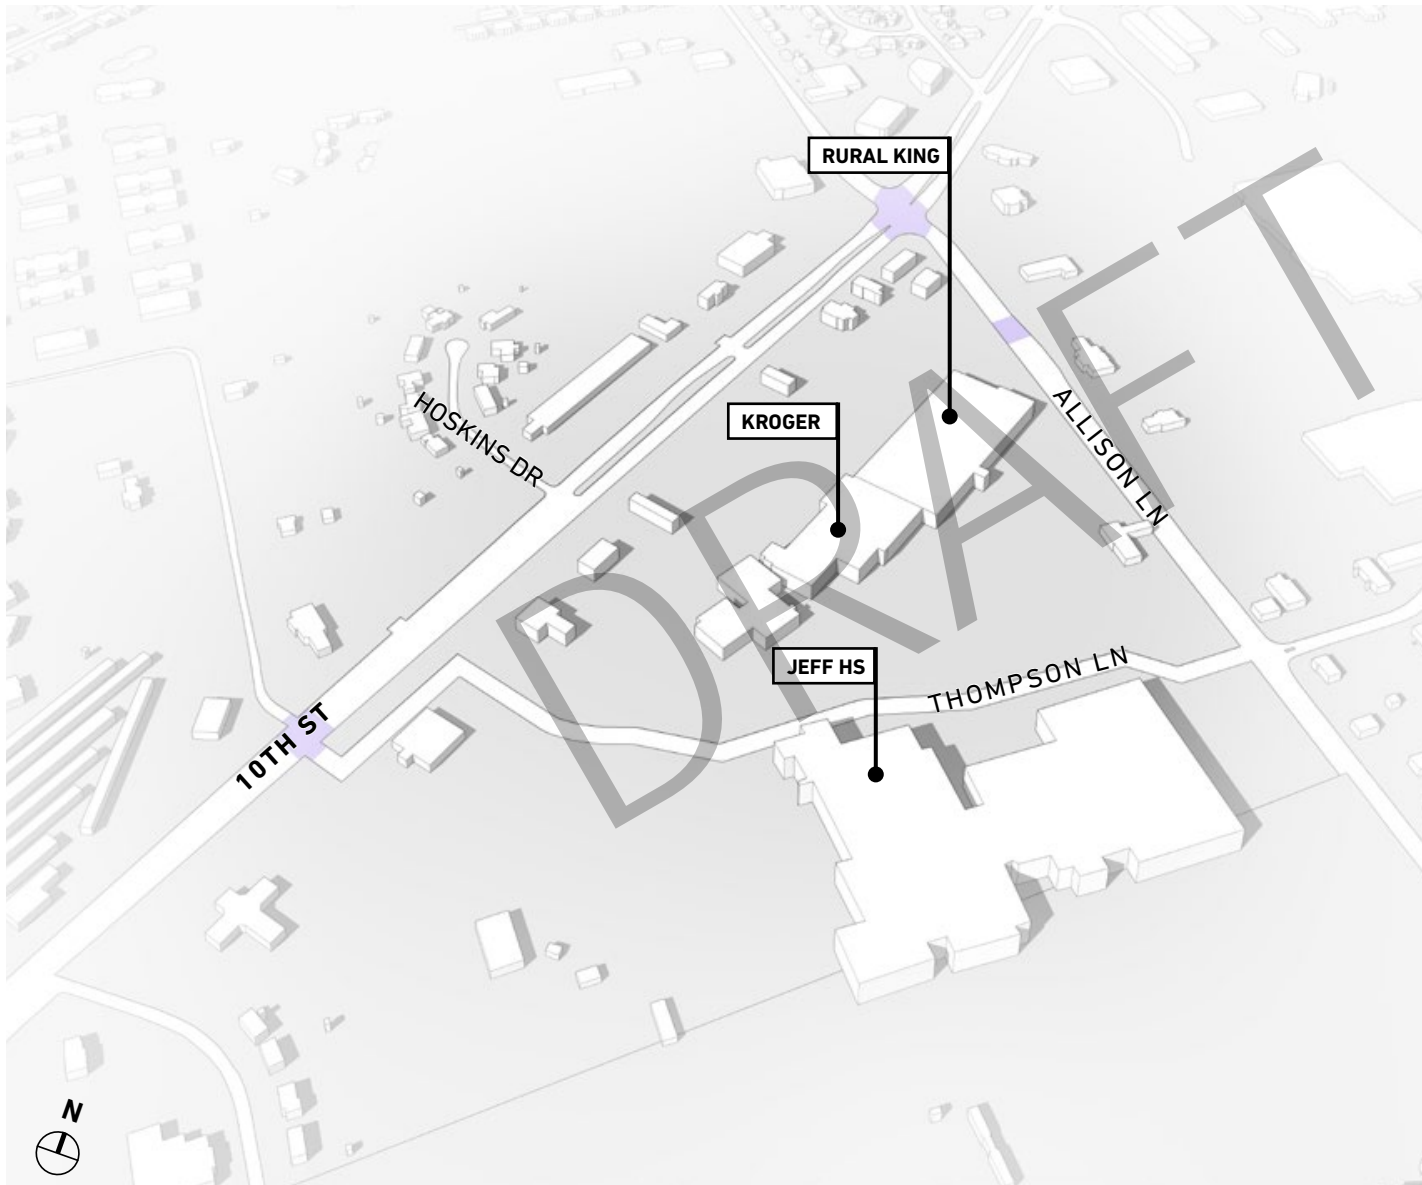 RURAL KING
KROGER
HOSKINS DR
ALLISON LN
DRAFT
JEFF HS
THOMPSON LN
10TH ST
N